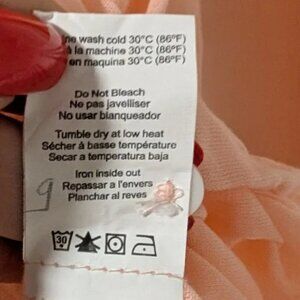 wash cold 30°C (86°F)
à la machine 30°C (86°F)
en maquina 30°C (86°F)
Do Not Bleach
Ne pas javelliser
No usar blanqueador
Tumble dry at low heat
Sécher à basse température
Secar a temperatura baja
Iron inside out
Repassar a l'envers
Planchar al reves
9
30